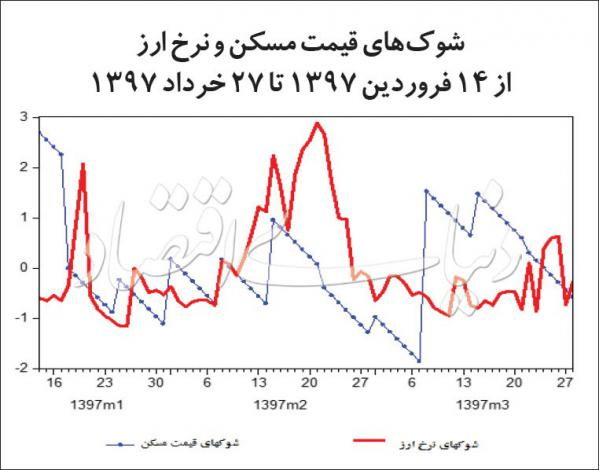 شوک‌های قیمت مسکن و نرخ ارز
از ۱۴ فروردین ۱۳۹۷ تا ۲۷ خرداد ۱۳۹۷
3
2
1
0
-1
-2
16 23 30 6 13 20 27 6 13 20 27
1397m1 1397m2 1397m3
دنیای اقتصاد
شوکهای قیمت مسکن شوکهای نرخ ارز